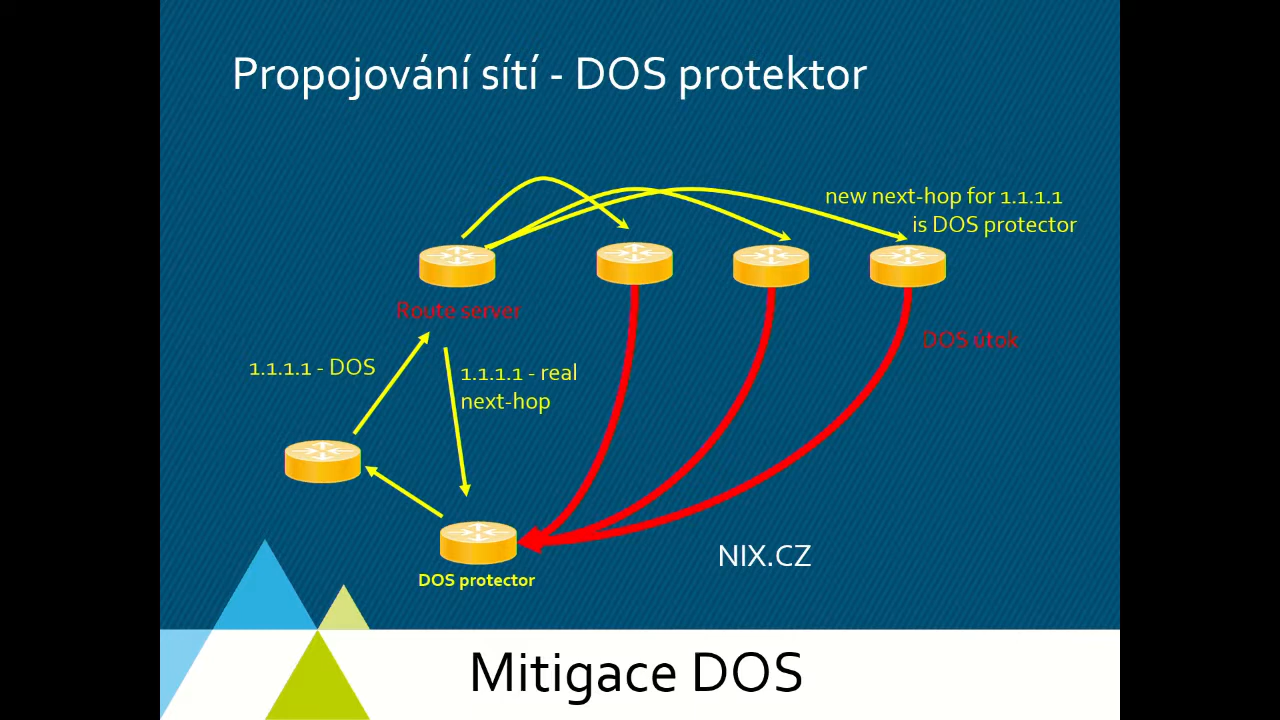 Propojování sítí - DOS protektor
new next-hop for 1.1.1.1
is DOS protector
Route server
DOS útok
1.1.1.1 - DOS
1.1.1.1 - real
next-hop
NIX.CZ
DOS protector
Mitigace DOS